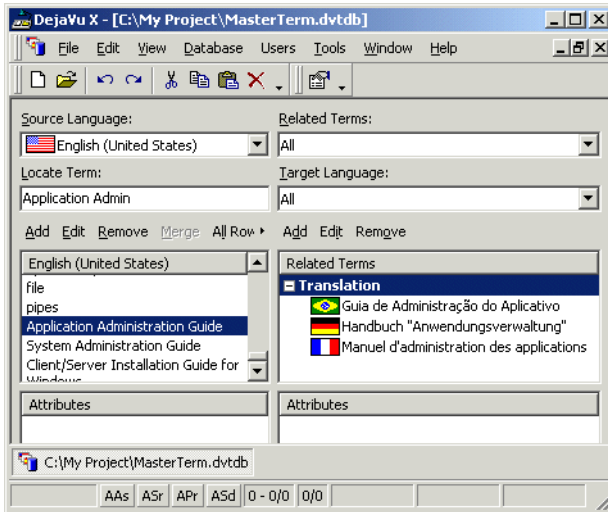 DejaVu X - [C:\My Project\MasterTerm.dvtdb]
File Edit View Database Users Tools Window Help
Source Language: Related Terms:
English (United States) All
Locate Term: Target Language:
Application Admin All
Add Edit Remove Merge All Row Add Edit Remove
English (United States) Related Terms
file Translation
pipes Guia de Administração do Aplicativo
Application Administration Guide Handbuch "Anwendungsverwaltung"
System Administration Guide Manuel d'administration des applications
Client/Server Installation Guide for
Windows
Attributes Attributes
C:\My Project\MasterTerm.dvtdb
AAs ASr APr ASd 0 - 0/0 0/0